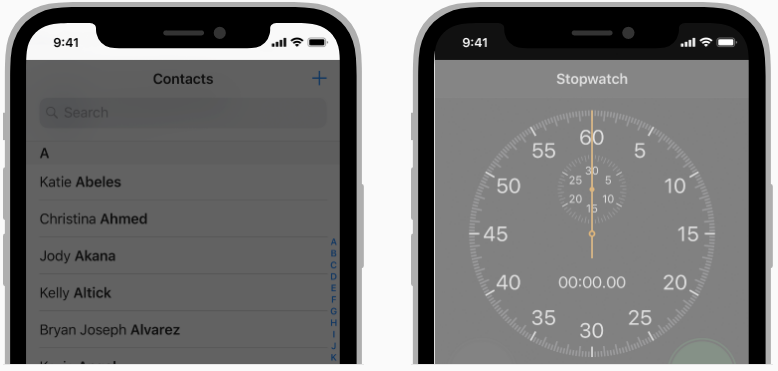 9:41
Contacts
Search
A
Katie Abeles
Christina Ahmed
Jody Akana
Kelly Altick
Bryan Joseph Alvarez
A
B
C
D
E
F
G
H
I
J
K
9:41
Stopwatch
60
55 5
50 10
45 15
40 20
35 25
30
30
25 5
20 10
15
00:00.00